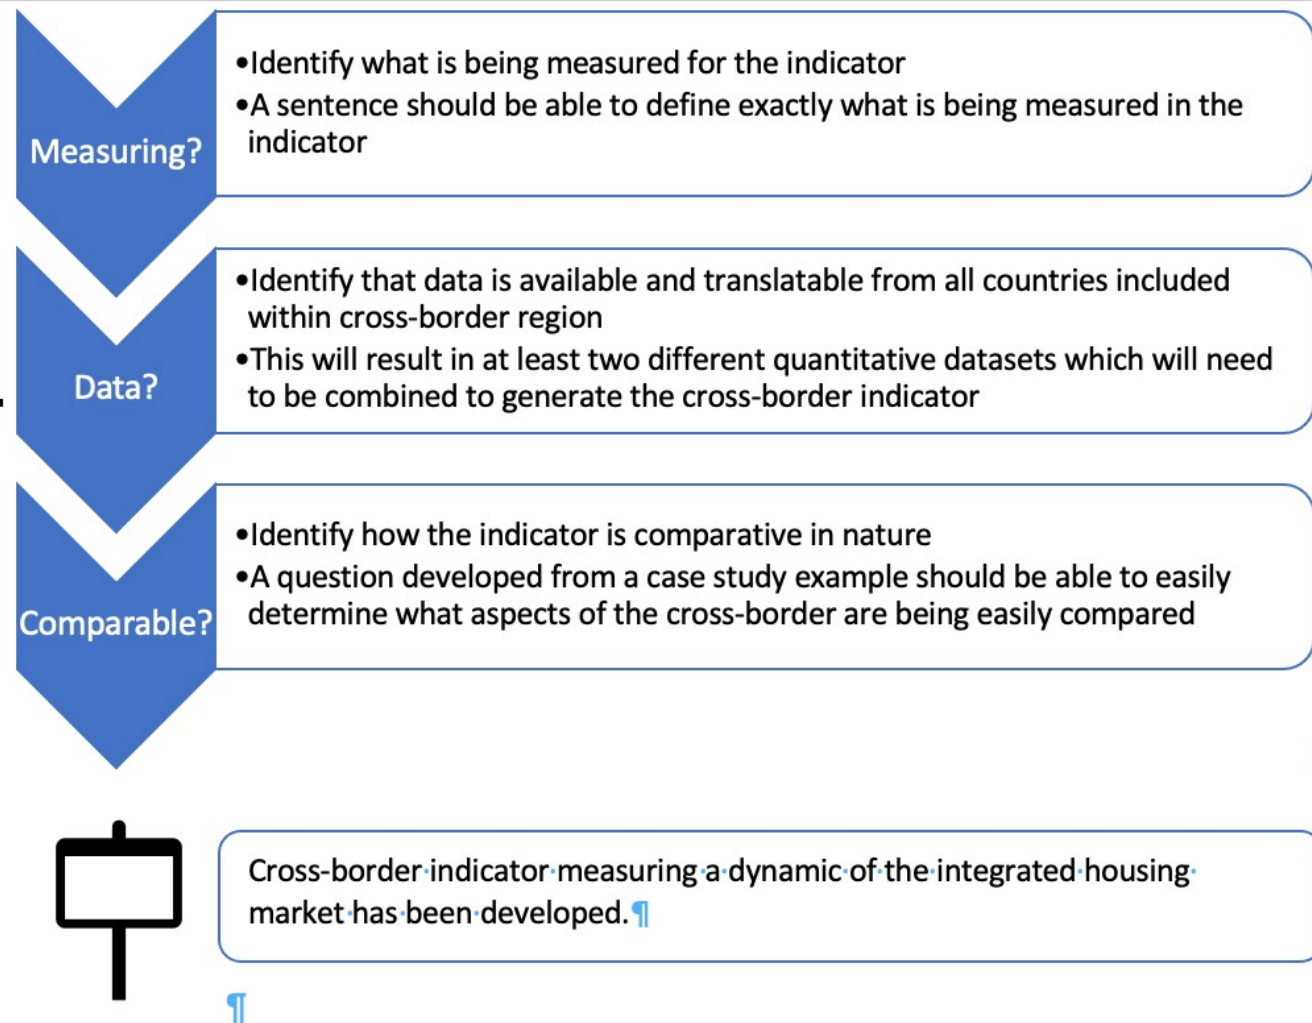 Measuring?
•Identify what is being measured for the indicator
•A sentence should be able to define exactly what is being measured in the
indicator
Data?
•Identify that data is available and translatable from all countries included
within cross-border region
•This will result in at least two different quantitative datasets which will need
to be combined to generate the cross-border indicator
Comparable?
•Identify how the indicator is comparative in nature
•A question developed from a case study example should be able to easily
determine what aspects of the cross-border are being easily compared
Cross-border·indicator·measuring·a·dynamic·of·the·integrated·housing·
market·has·been·developed.¶
¶